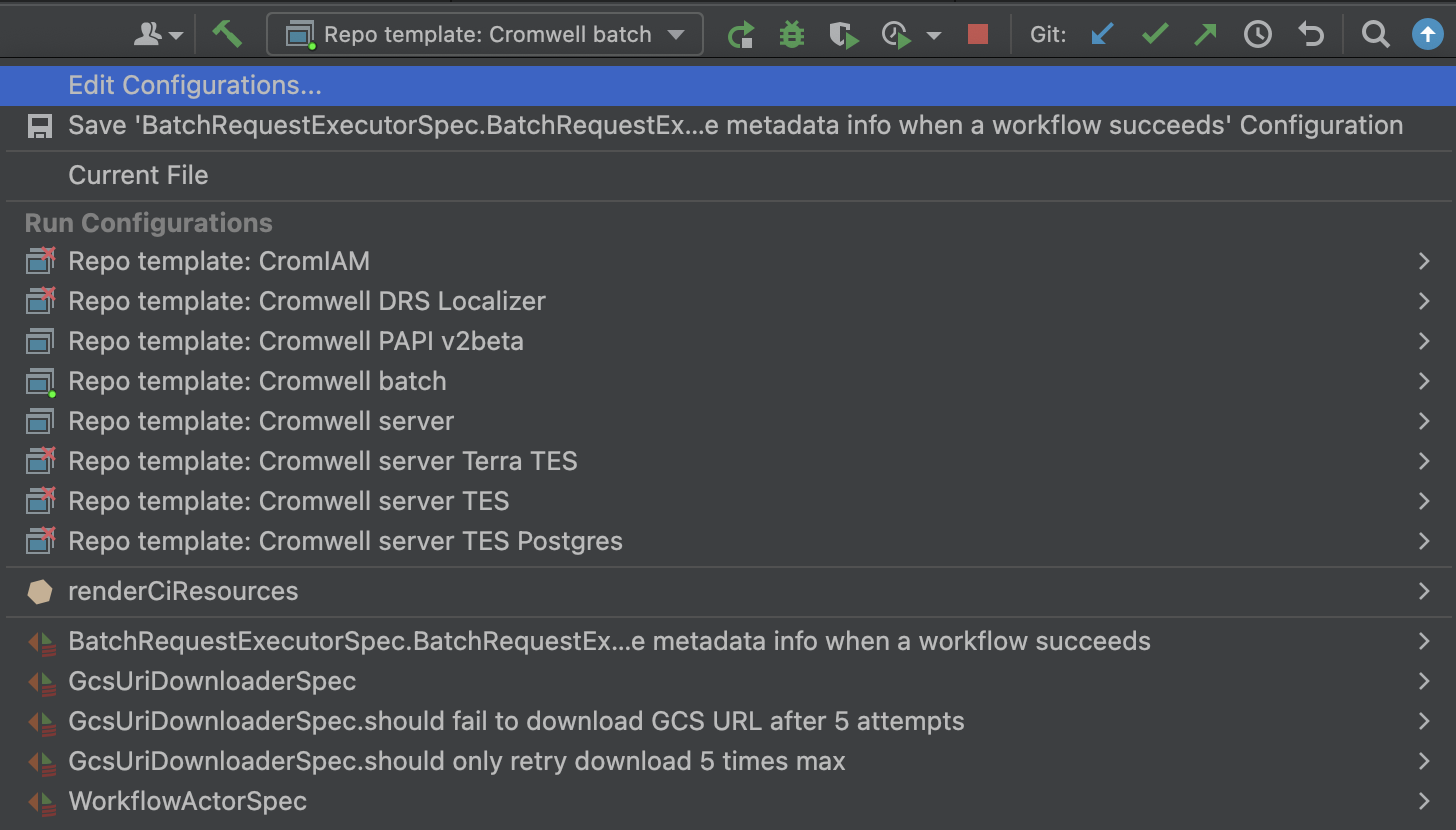 Repo template: Cromwell batch
Git:
Edit Configurations...
Save 'BatchRequestExecutorSpec.BatchRequestEx...e metadata info when a workflow succeeds' Configuration
Current File
Run Configurations
Repo template: CromIAM
Repo template: Cromwell DRS Localizer
Repo template: Cromwell PAPI v2beta
Repo template: Cromwell batch
Repo template: Cromwell server
Repo template: Cromwell server Terra TES
Repo template: Cromwell server TES
Repo template: Cromwell server TES Postgres
renderCiResources
BatchRequestExecutorSpec.BatchRequestEx...e metadata info when a workflow succeeds
GcsUriDownloaderSpec
GcsUriDownloaderSpec.should fail to download GCS URL after 5 attempts
GcsUriDownloaderSpec.should only retry download 5 times max
WorkflowActorSpec